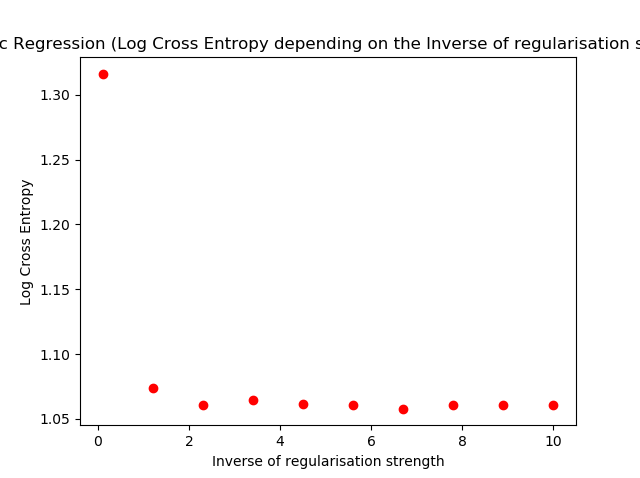 c Regression (Log Cross Entropy depending on the Inverse of regularisation s
1.30
1.25
1.20
1.15
1.10
1.05
Log Cross Entropy
0 2 4 6 8 10
Inverse of regularisation strength